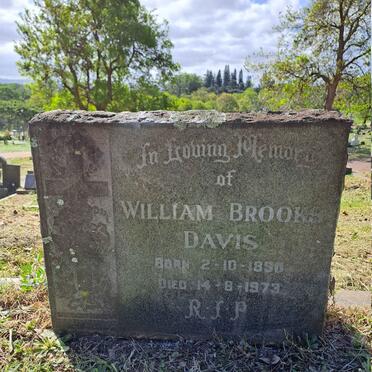 In Loving Memory
of
WILLIAM BROOKS
DAVIS
BORN 2-10-1890
DIED 14-8-1973
R.I.P